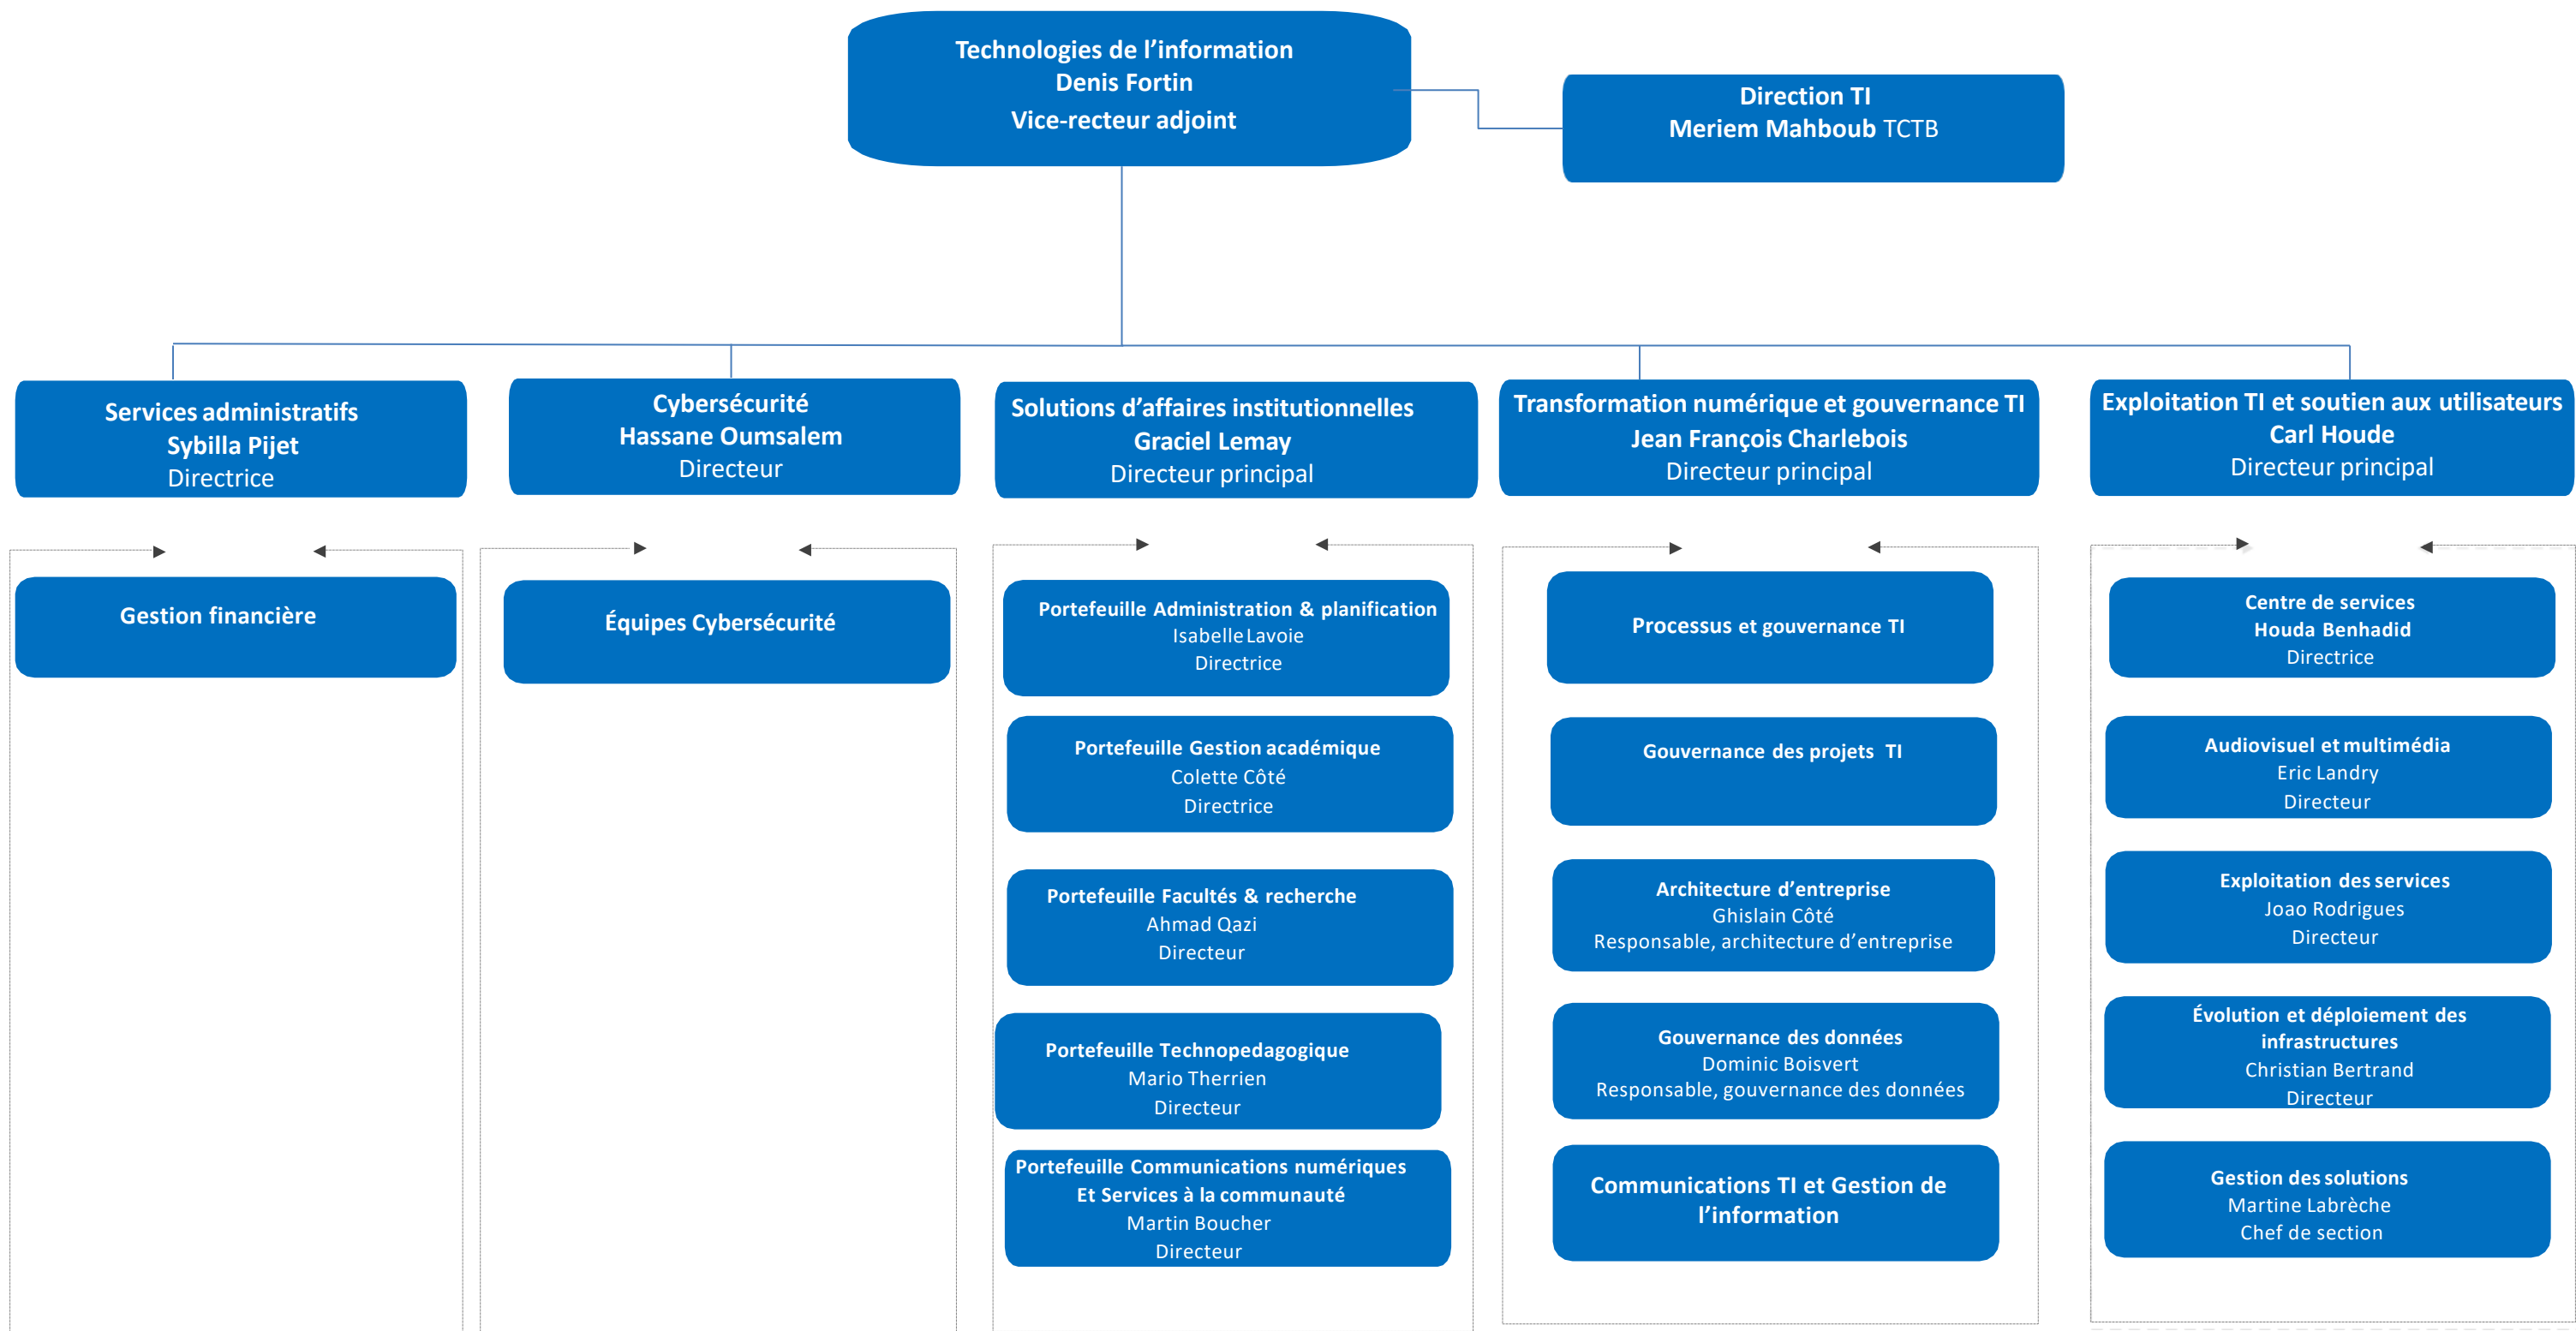 Technologies de l’information
Denis Fortin
Vice-recteur adjoint
Direction TI
Meriem Mahboub TCTB
Services administratifs
Sybilla Pijet
Directrice
Cybersécurité
Hassane Oumsalem
Directeur
Solutions d’affaires institutionnelles
Graciel Lemay
Directeur principal
Transformation numérique et gouvernance TI
Jean François Charlebois
Directeur principal
Exploitation TI et soutien aux utilisateurs
Carl Houde
Directeur principal
Gestion financière
Équipes Cybersécurité
Portefeuille Administration & planification
Isabelle Lavoie
Directrice
Portefeuille Gestion académique
Colette Côté
Directrice
Portefeuille Facultés & recherche
Ahmad Qazi
Directeur
Portefeuille Technopedagogique
Mario Therrien
Directeur
Portefeuille Communications numériques
Et Services à la communauté
Martin Boucher
Directeur
Processus et gouvernance TI
Gouvernance des projets TI
Architecture d’entreprise
Ghislain Côté
Responsable, architecture d’entreprise
Gouvernance des données
Dominic Boisvert
Responsable, gouvernance des données
Communications TI et Gestion de
l’information
Centre de services
Houda Benhadid
Directrice
Audiovisuel et multimédia
Eric Landry
Directeur
Exploitation des services
Joao Rodrigues
Directeur
Évolution et déploiement des
infrastructures
Christian Bertrand
Directeur
Gestion des solutions
Martine Labrèche
Chef de section